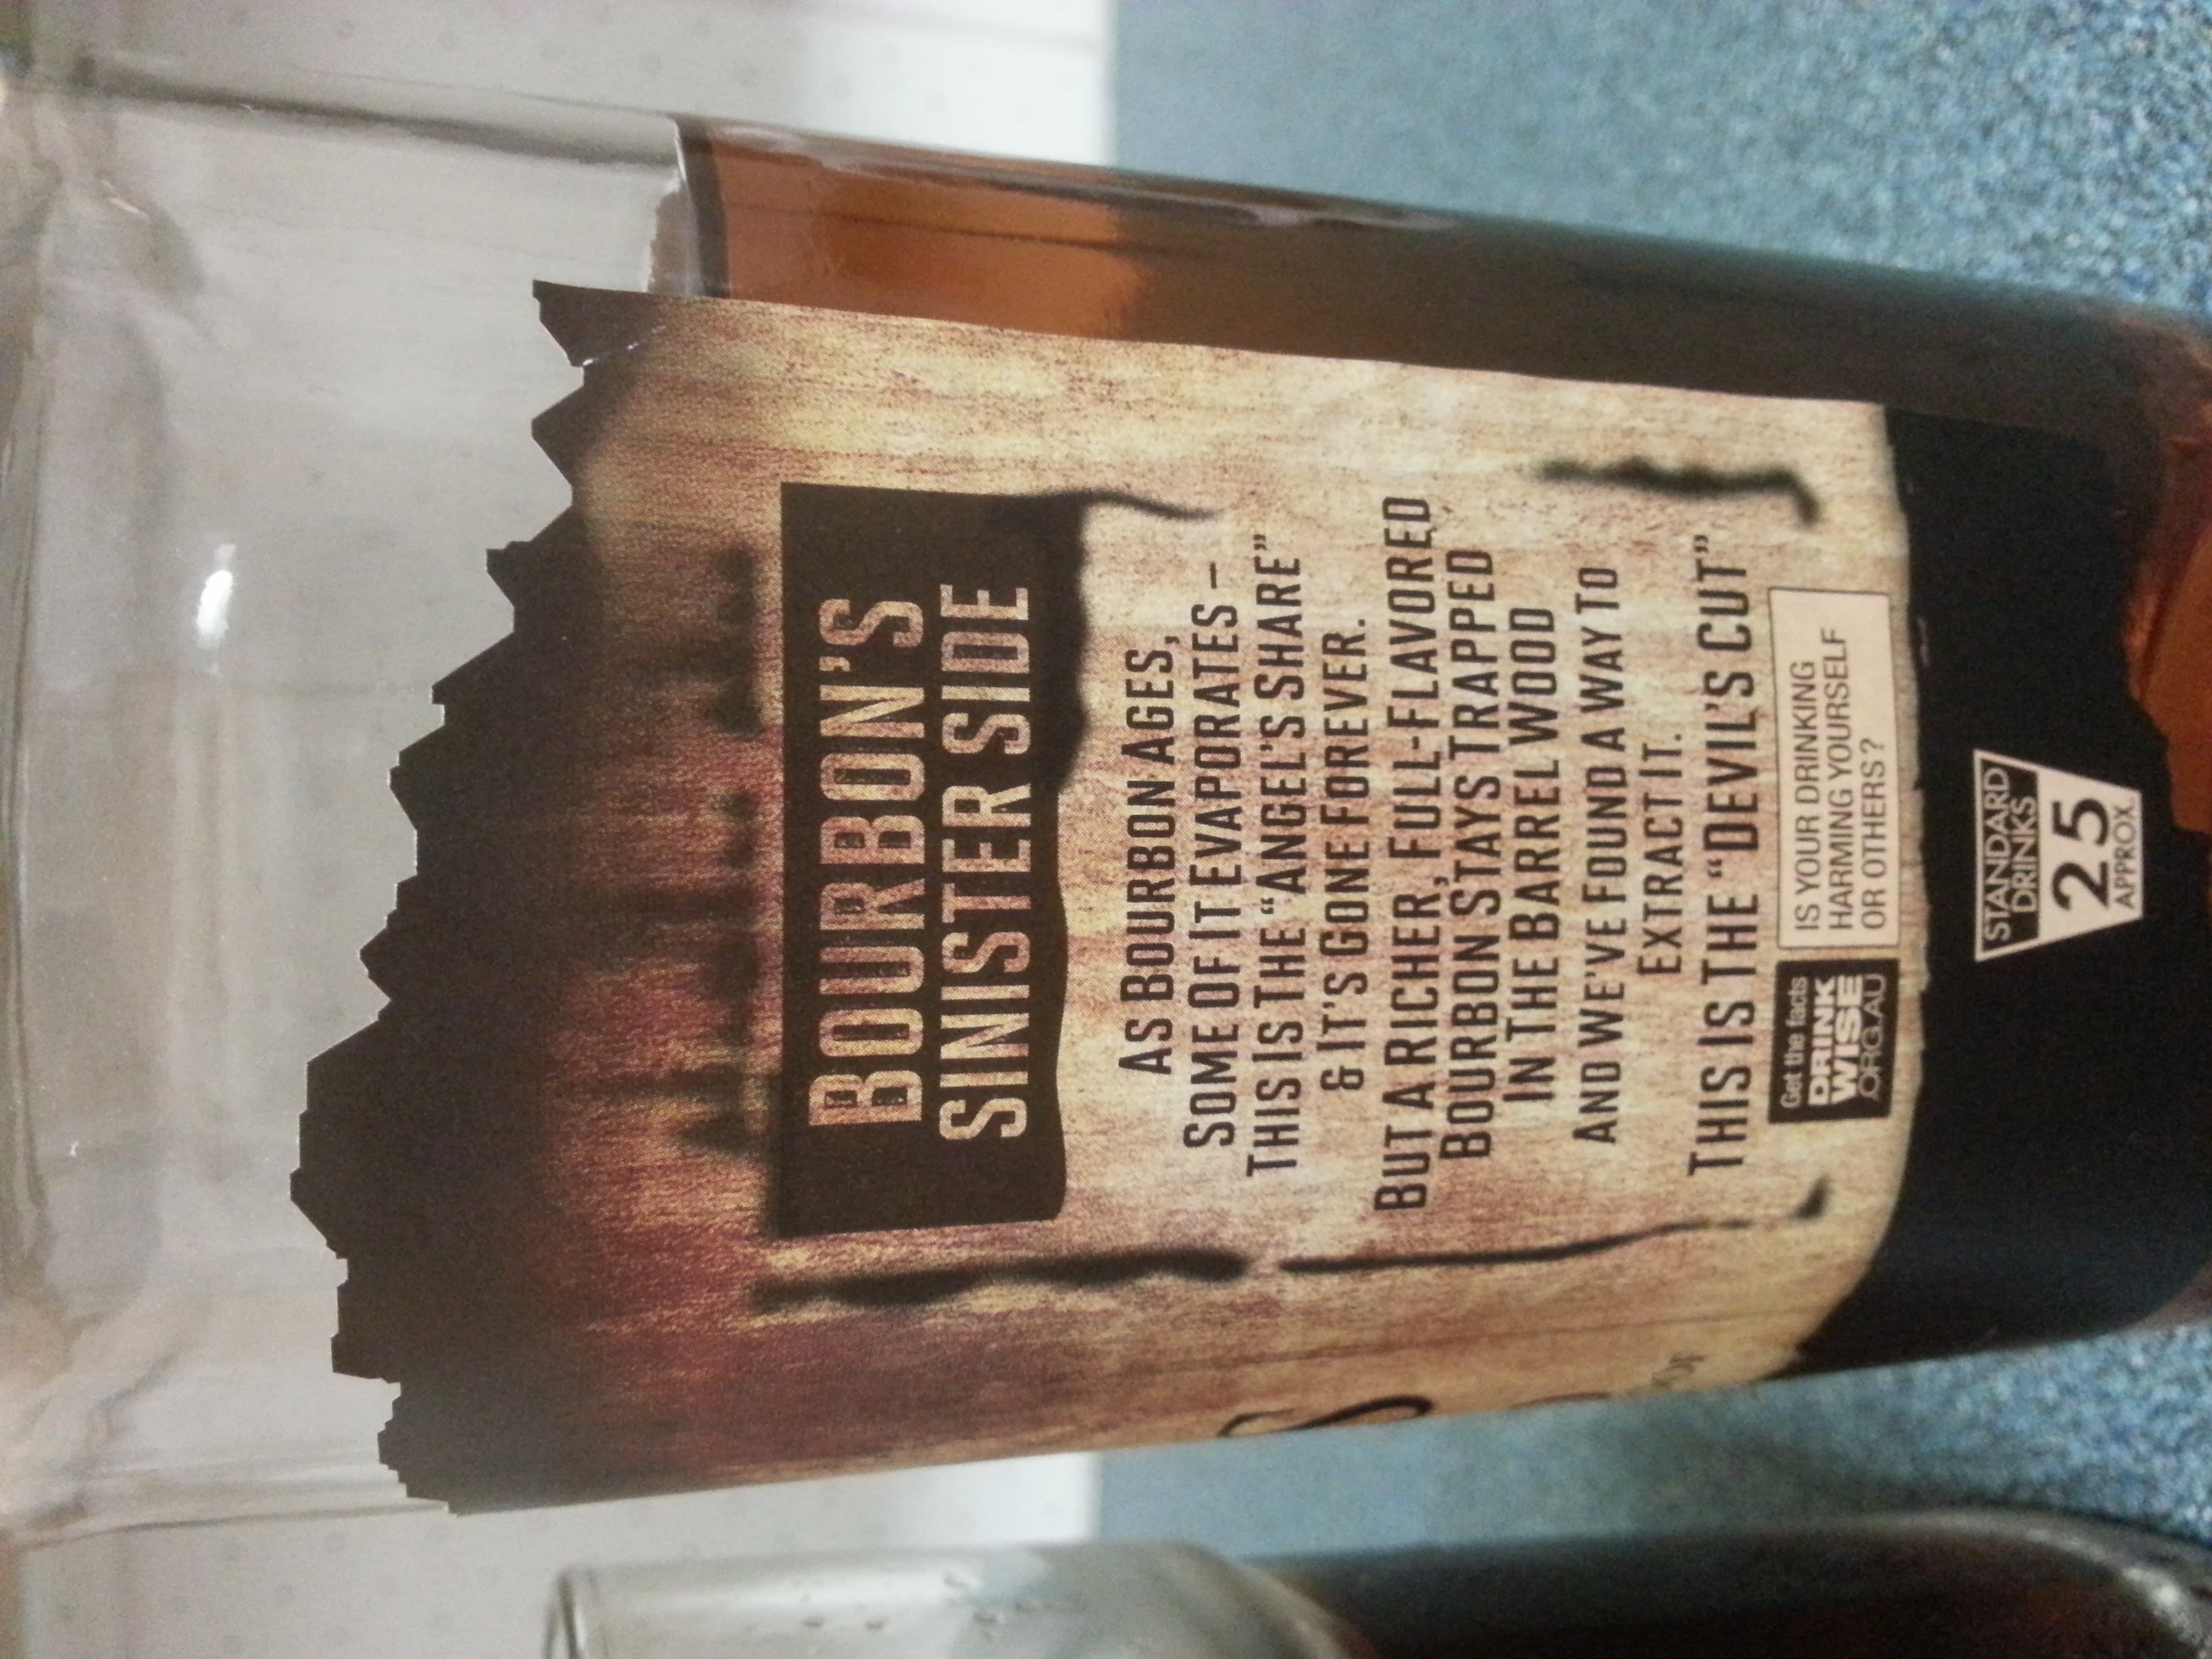 BOURBON'S
SINISTER SIDE
AS BOURBON AGES,
SOME OF IT EVAPORATES –
THIS IS THE “ANGEL'S SHARE”
& IT'S GONE FOREVER.
BUT A RICHER, FULL-FLAVORED
BOURBON STAYS TRAPPED
IN THE BARREL WOOD
AND WE'VE FOUND A WAY TO
EXTRACT IT.
THIS IS THE “DEVIL'S CUT”
Get the facts
DRINK
WISE
.ORG.AU
IS YOUR DRINKING
HARMING YOURSELF
OR OTHERS?
STANDARD
DRINKS
25
APPROX.